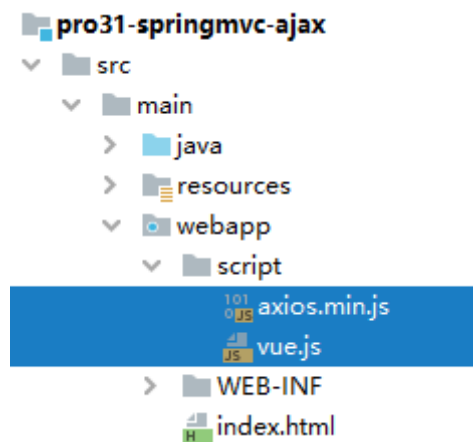 pro31-springmvc-ajax
src
main
java
resources
webapp
script
axios.min.js
vue.js
WEB-INF
index.html